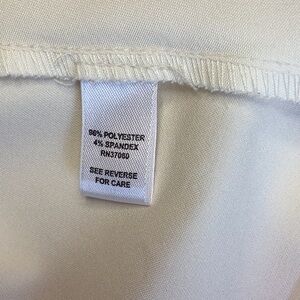 96% POLYESTER
4% SPANDEX
RN37060
SEE REVERSE
FOR CARE